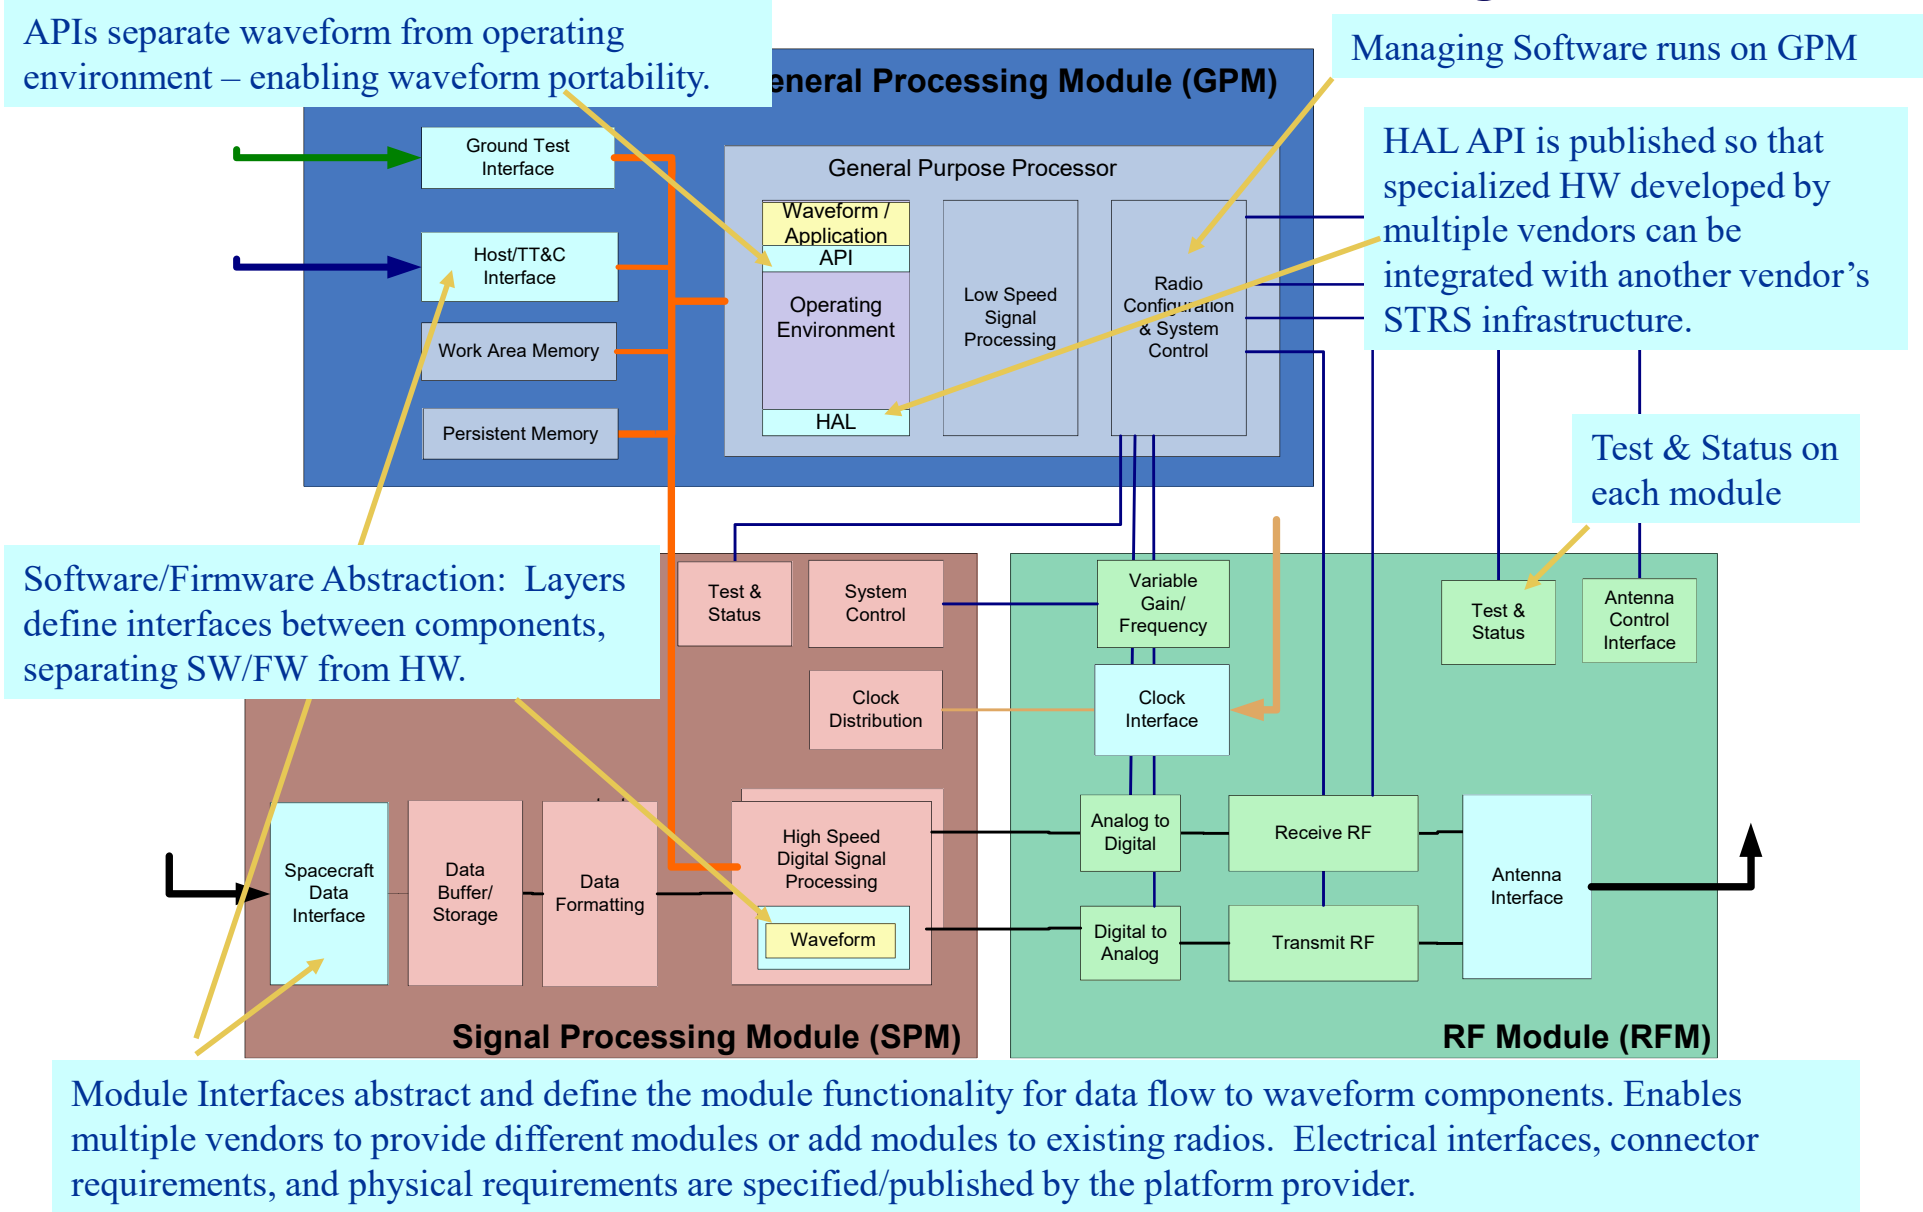 APIs separate waveform from operating
environment – enabling waveform portability.
eneral Processing Module (GPM)
Managing Software runs on GPM
HAL API is published so that
specialized HW developed by
multiple vendors can be
integrated with another vendor’s
STRS infrastructure.
Ground Test
Interface
Host/TT&C
Interface
Work Area Memory
Persistent Memory
General Purpose Processor
Waveform /
Application
API
Operating
Environment
HAL
Low Speed
Signal
Processing
Radio
Configuration
& System
Control
Test & Status on
each module
Software/Firmware Abstraction:  Layers
define interfaces between components,
separating SW/FW from HW.
Test &
Status
System
Control
Clock
Distribution
Variable
Gain/
Frequency
Clock
Interface
Test &
Status
Antenna
Control
Interface
Spacecraft
Data
Interface
Data
Buffer/
Storage
Data
Formatting
High Speed
Digital Signal
Processing
Waveform
Analog to
Digital
Digital to
Analog
Receive RF
Transmit RF
Antenna
Interface
Signal Processing Module (SPM)
RF Module (RFM)
Module Interfaces abstract and define the module functionality for data flow to waveform components. Enables
multiple vendors to provide different modules or add modules to existing radios.  Electrical interfaces, connector
requirements, and physical requirements are specified/published by the platform provider.